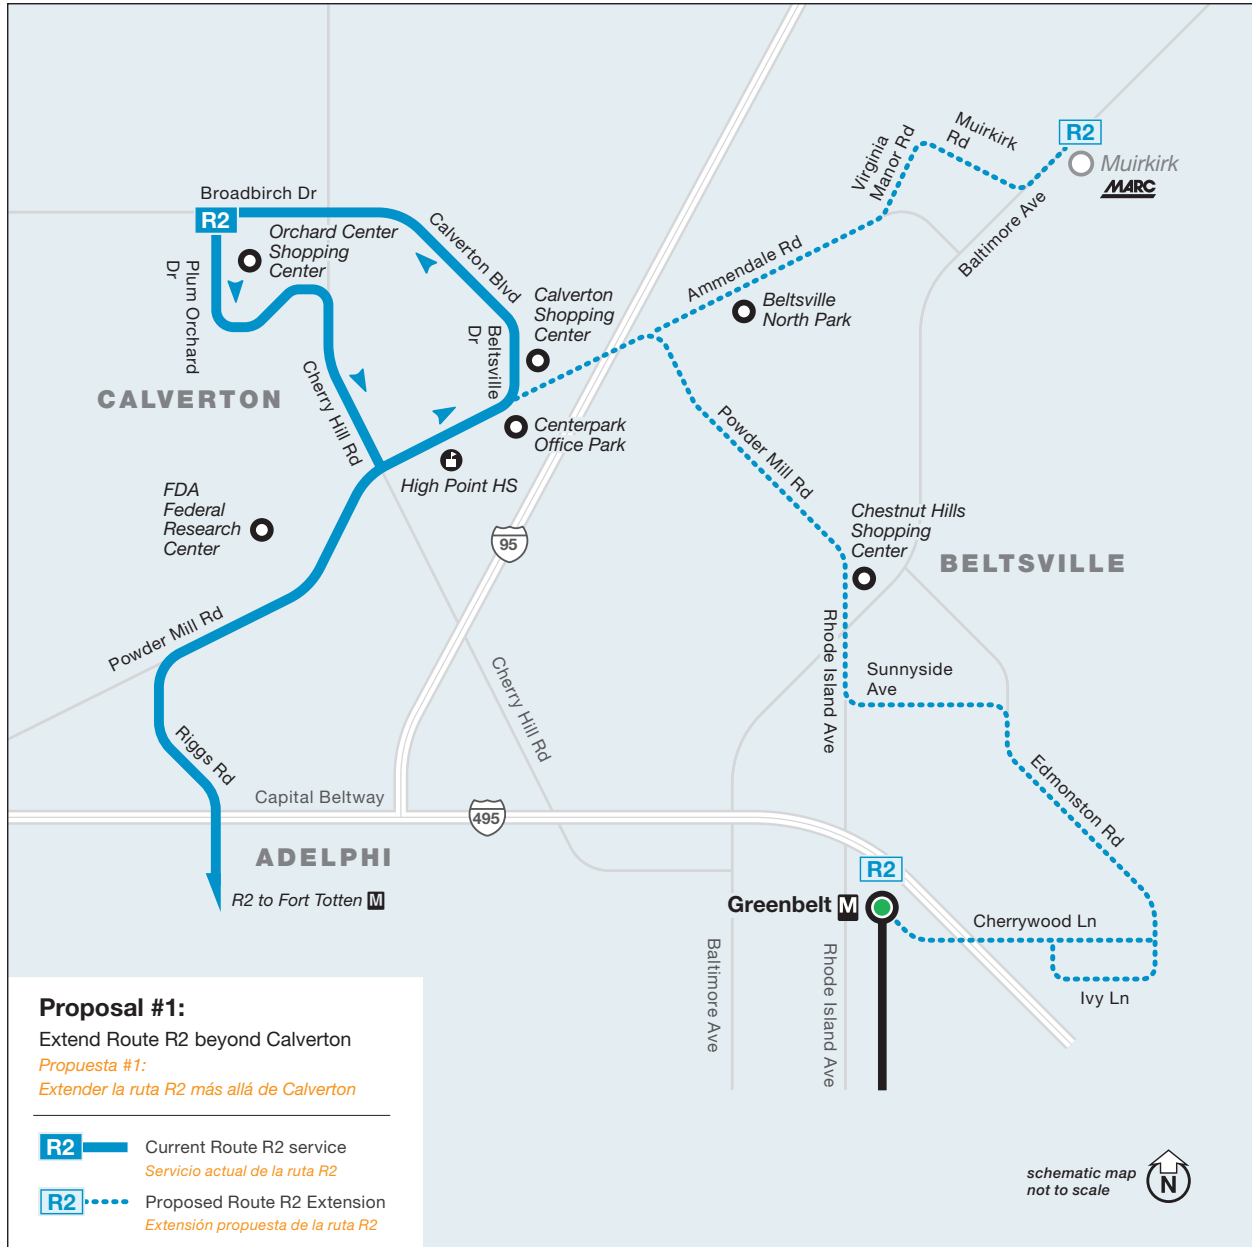 Muirkirk
Rd
R2
Virginia
Manor Rd
Muirkirk
MARC
Broadbirch Dr
R2
Orchard Center
Shopping
Center
Calverton Blvd
Baltimore Ave
Ammendale Rd
Plum Orchard
Dr
Calverton
Shopping
Center
Beltsville
North Park
Beltsville
Dr
Cherry Hill Rd
CALVERTON
Centerpark
Office Park
Powder Mill Rd
High Point HS
FDA
Federal
Research
Center
95
Chestnut Hills
Shopping
Center
BELTSVILLE
Powder Mill Rd
Rhode Island Ave
Cherry Hill Rd
Sunnyside
Ave
Riggs Rd
Edmonston Rd
Capital Beltway
495
ADELPHI
R2
R2 to Fort Totten M
Greenbelt M
Cherrywood Ln
Baltimore Ave
Rhode Island Ave
Ivy Ln
Proposal #1:
Extend Route R2 beyond Calverton
Propuesta #1:
Extender la ruta R2 más allá de Calverton
R2 Current Route R2 service
Servicio actual de la ruta R2
R2 Proposed Route R2 Extension
Extensión propuesta de la ruta R2
schematic map
not to scale
N